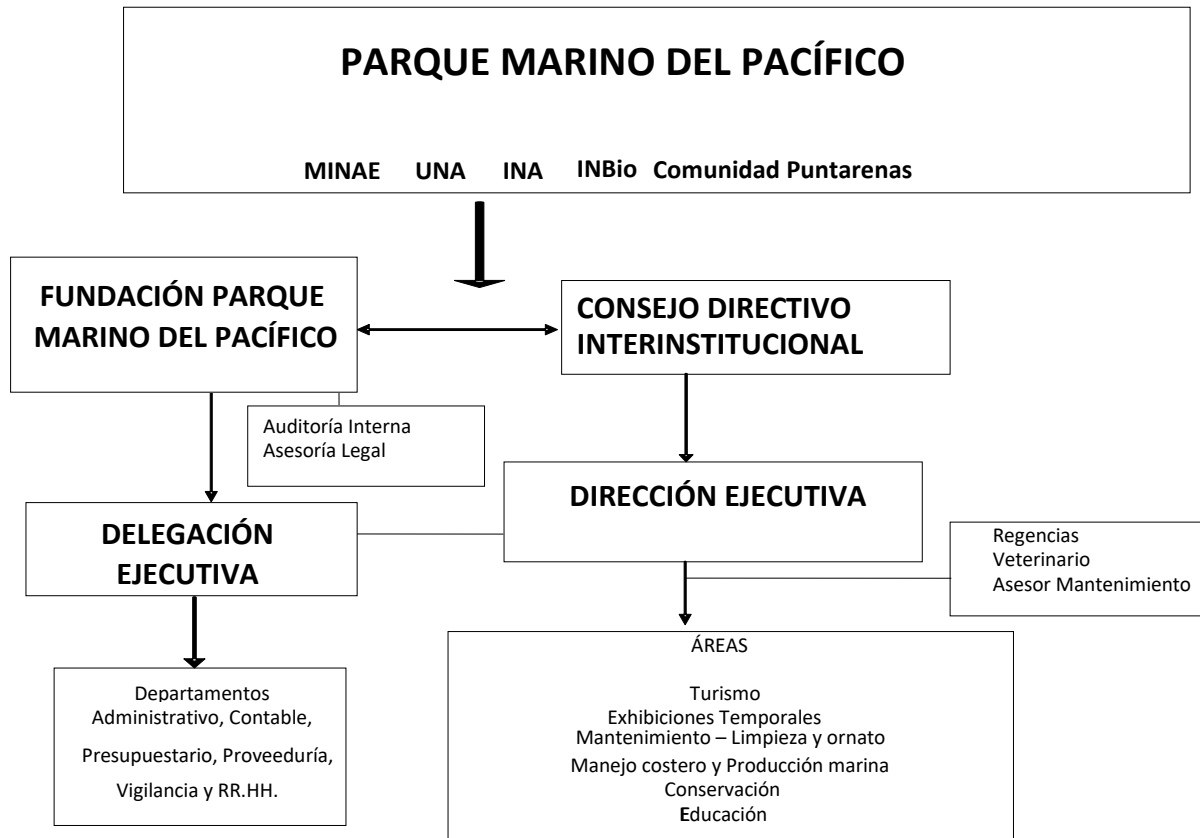 PARQUE MARINO DEL PACÍFICO
MINAE UNA INA INBio Comunidad Puntarenas
FUNDACIÓN PARQUE
MARINO DEL PACÍFICO
CONSEJO DIRECTIVO
INTERINSTITUCIONAL
Auditoría Interna
Asesoría Legal
DELEGACIÓN
EJECUTIVA
DIRECCIÓN EJECUTIVA
Regencias
Veterinario
Asesor Mantenimiento
Departamentos
Administrativo, Contable,
Presupuestario, Proveeduría,
Vigilancia y RR.HH.
ÁREAS
Turismo
Exhibiciones Temporales
Mantenimiento – Limpieza y ornato
Manejo costero y Producción marina
Conservación
Educación